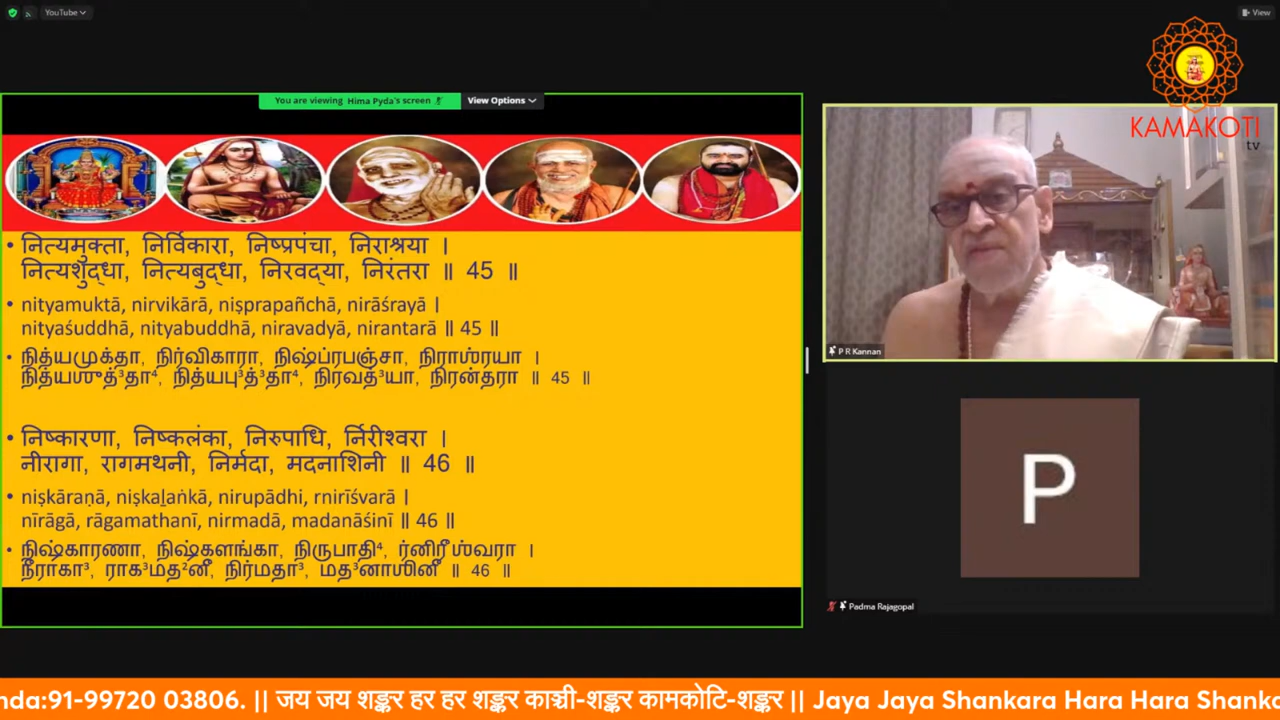 YouTube
View
You are viewing Hima Pyda's screen
View Options
KAMAKOTI
tv
• नित्यमुक्ता, निर्विकारा, निष्प्रपंचा, निराश्रया ।
नित्यशुद्धा, नित्यबुद्धा, निरवद्या, निरंतरा ॥ 45 ॥
• nityamuktā, nirvikārā, niṣprapañchā, nirāśrayā |
nityaśuddhā, nityabuddhā, niravadyā, nirantarā ‖ 45 ‖
• நித்யமுக்தா, நிர்விகாரா, நிஷ்ப்ரபஞ்சா, நிராஶ்ரயா ।
நித்யஶுத்³தா⁴, நித்யபு³த்³தா⁴, நிரவத்³யா, நிரன்தரா ॥ 45 ॥
• निष्कारणा, निष्कलंका, निरुपाधि, र्निरीश्वरा ।
नीरागा, रागमथनी, निर्मदा, मदनाशिनी ॥ 46 ॥
• niṣkāraṇā, niṣkaḻaṅkā, nirupādhi, rnirīśvarā |
nīrāgā, rāgamathanī, nirmadā, madanāśinī ‖ 46 ‖
• நிஷ்காரணா, நிஷ்களங்கா, நிருபாதி⁴, ர்னிரீஶ்வரா ।
நீராகா³, ராக³மத²னீ, நிர்மதா³, மத³னாஶினீ ॥ 46 ॥
P R Kannan
P
Padma Rajagopal
nda:91-99720 03806. || जय जय शङ्कर हर हर शङ्कर काञ्ची-शङ्कर कामकोटि-शङ्कर || Jaya Jaya Shankara Hara Hara Shanka